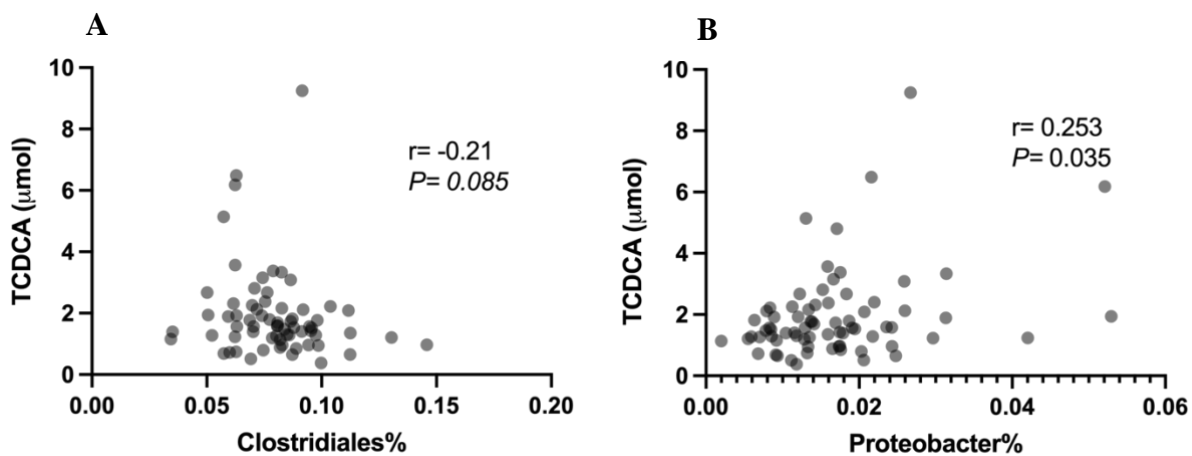 A
TCDCA (μmol)
10
8
6
4
2
0
r= -0.21
P= 0.085
0.00 0.05 0.10 0.15 0.20
Clostridiales%
B
TCDCA (μmol)
10
8
6
4
2
0
r= 0.253
P= 0.035
0.00 0.02 0.04 0.06
Proteobacter%